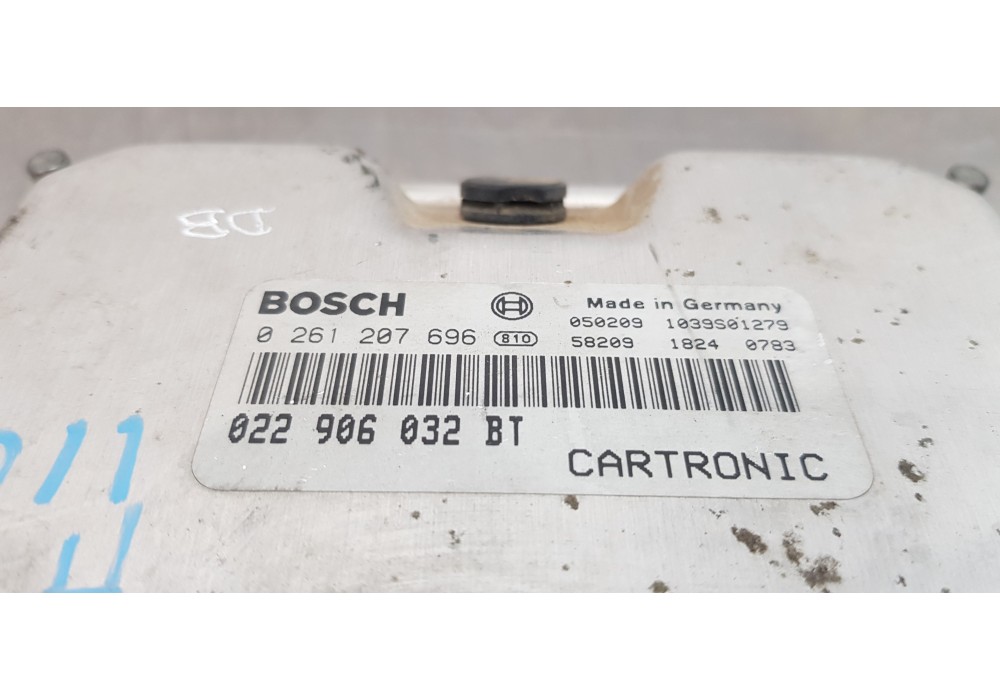 DB
BOSCH
Made in Germany
0 261 207 696 810
050209 1039S01279
58209 1824 0783
022 906 032 BT
CARTRONIC